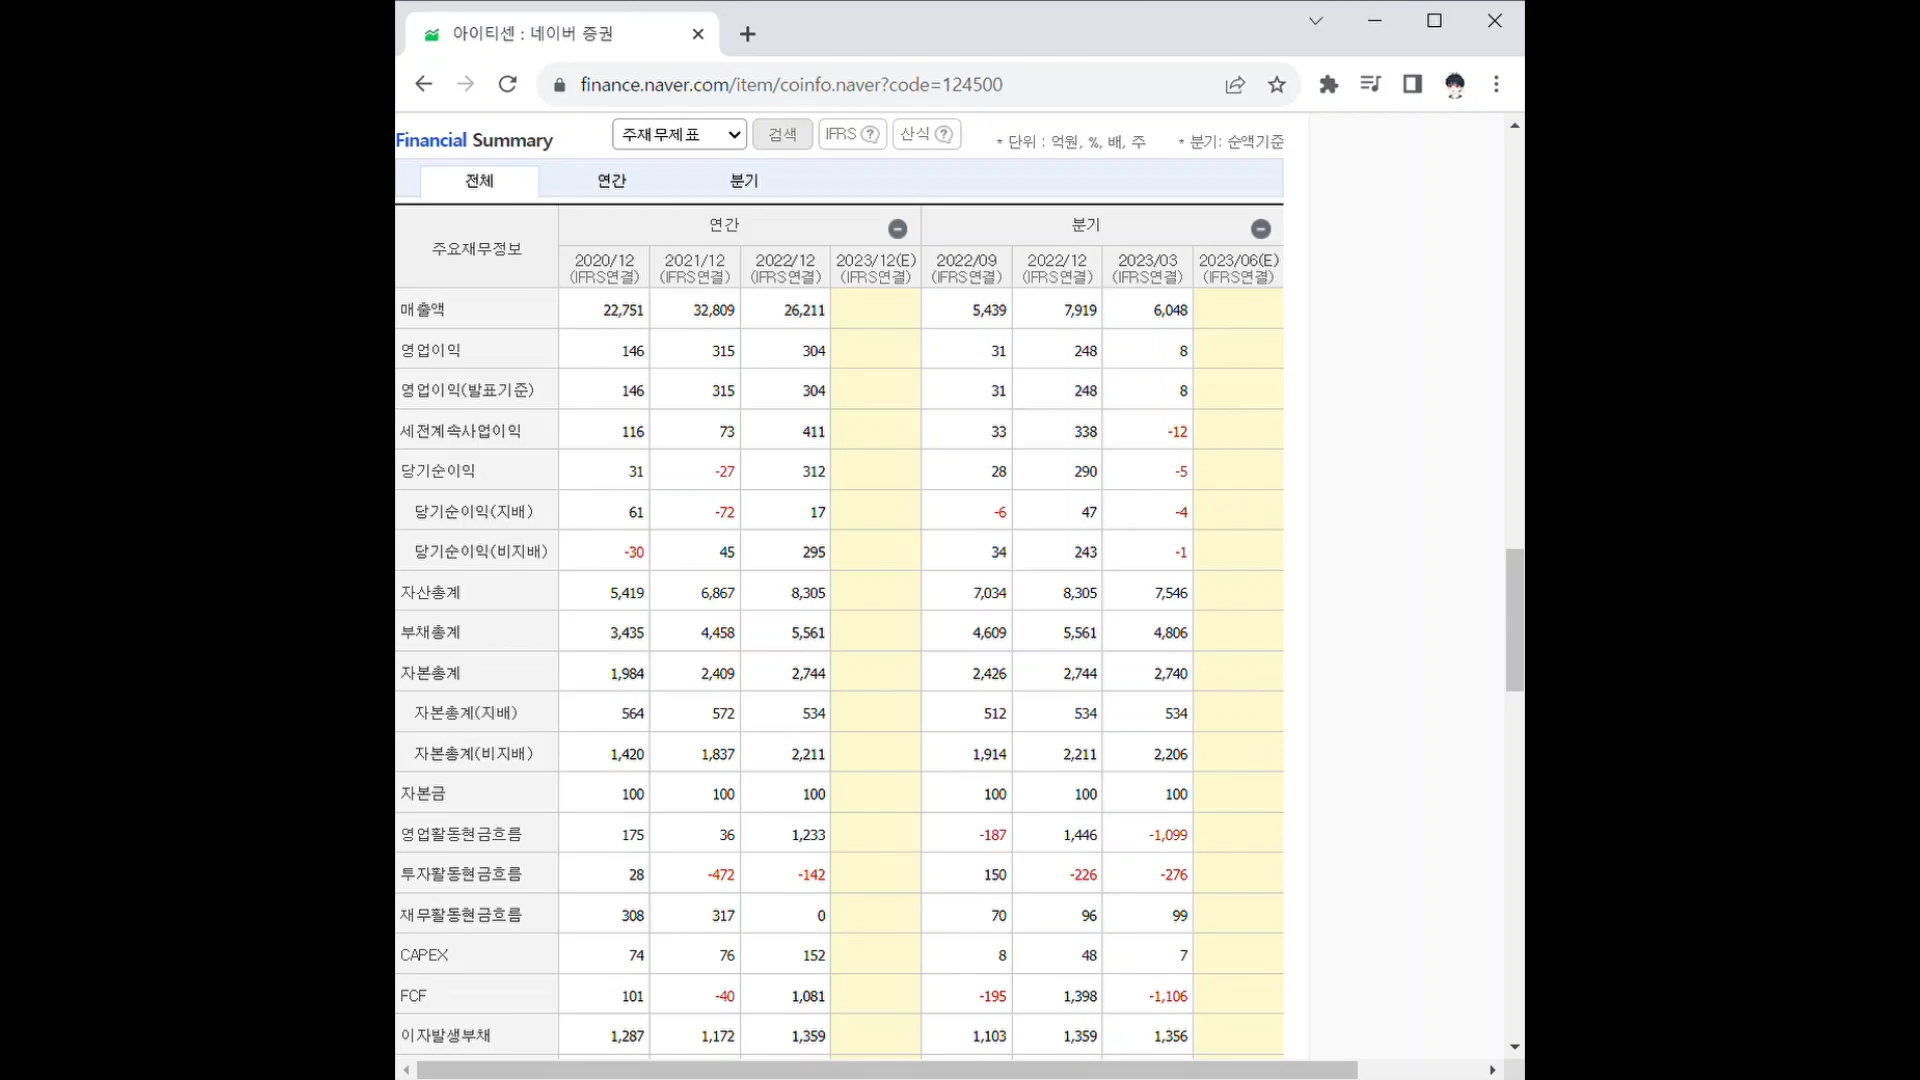 아이티센 : 네이버 증권
finance.naver.com/item/coinfo.naver?code=124500
Financial Summary 주재무제표 검색 IFRS ? 산식 ? * 단위 : 억원, %, 배, 주 * 분기: 순액기준
전체 연간 분기
주요재무정보 연간 분기
2020/12 2021/12 2022/12 2023/12(E) 2022/09 2022/12 2023/03 2023/06(E)
(IFRS연결) (IFRS연결) (IFRS연결) (IFRS연결) (IFRS연결) (IFRS연결) (IFRS연결) (IFRS연결)
매출액 22,751 32,809 26,211 5,439 7,919 6,048
영업이익 146 315 304 31 248 8
영업이익(발표기준) 146 315 304 31 248 8
세전계속사업이익 116 73 411 33 338 -12
당기순이익 31 -27 312 28 290 -5
당기순이익(지배) 61 -72 17 -6 47 -4
당기순이익(비지배) -30 45 295 34 243 -1
자산총계 5,419 6,867 8,305 7,034 8,305 7,546
부채총계 3,435 4,458 5,561 4,609 5,561 4,806
자본총계 1,984 2,409 2,744 2,426 2,744 2,740
자본총계(지배) 564 572 534 512 534 534
자본총계(비지배) 1,420 1,837 2,211 1,914 2,211 2,206
자본금 100 100 100 100 100 100
영업활동현금흐름 175 36 1,233 -187 1,446 -1,099
투자활동현금흐름 28 -472 -142 150 -226 -276
재무활동현금흐름 308 317 0 70 96 99
CAPEX 74 76 152 8 48 7
FCF 101 -40 1,081 -195 1,398 -1,106
이자발생부채 1,287 1,172 1,359 1,103 1,359 1,356